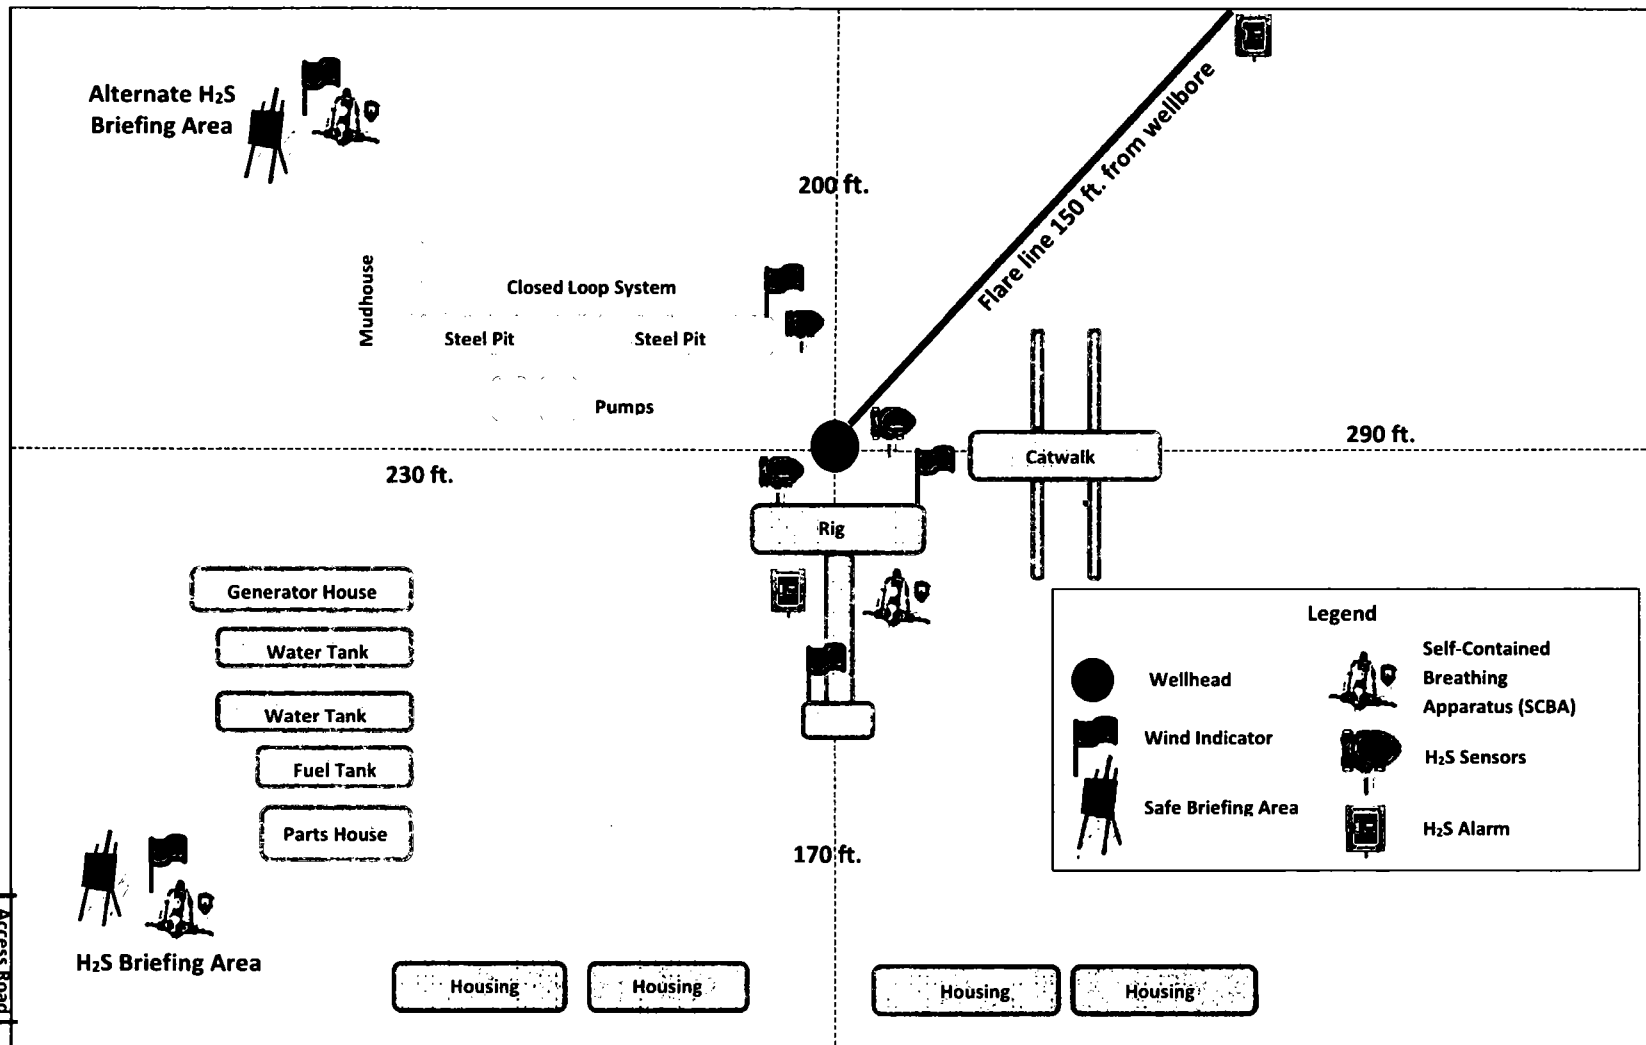 Alternate H₂S
Briefing Area
200 ft.
Flare line 150 ft. from wellbore
Mudhouse
Closed Loop System
Steel Pit
Steel Pit
Pumps
230 ft.
290 ft.
Catwalk
Rig
Generator House
Water Tank
Water Tank
Fuel Tank
Parts House
170 ft.
H₂S Briefing Area
Access Road
Housing
Housing
Housing
Housing
Legend
Wellhead
Wind Indicator
Safe Briefing Area
Self-Contained
Breathing
Apparatus (SCBA)
H₂S Sensors
H₂S Alarm